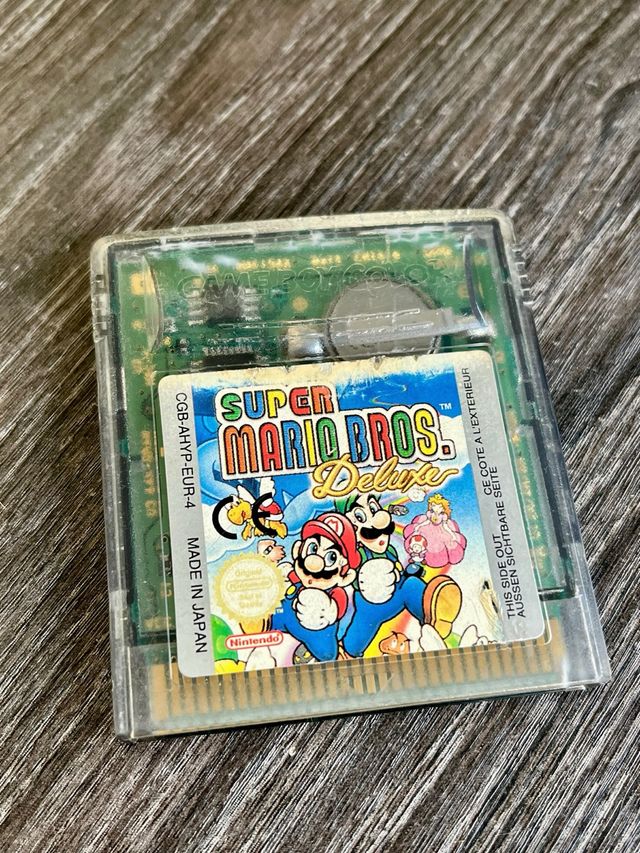 GAME BOY COLOR
SUPER
MARIO BROS.™
Deluxe
CGB-AHYP-EUR-4
MADE IN JAPAN
CE
Nintendo
THIS SIDE OUT
CE COTE A L'EXTERIEUR
AUSSEN SICHTBARE SEITE